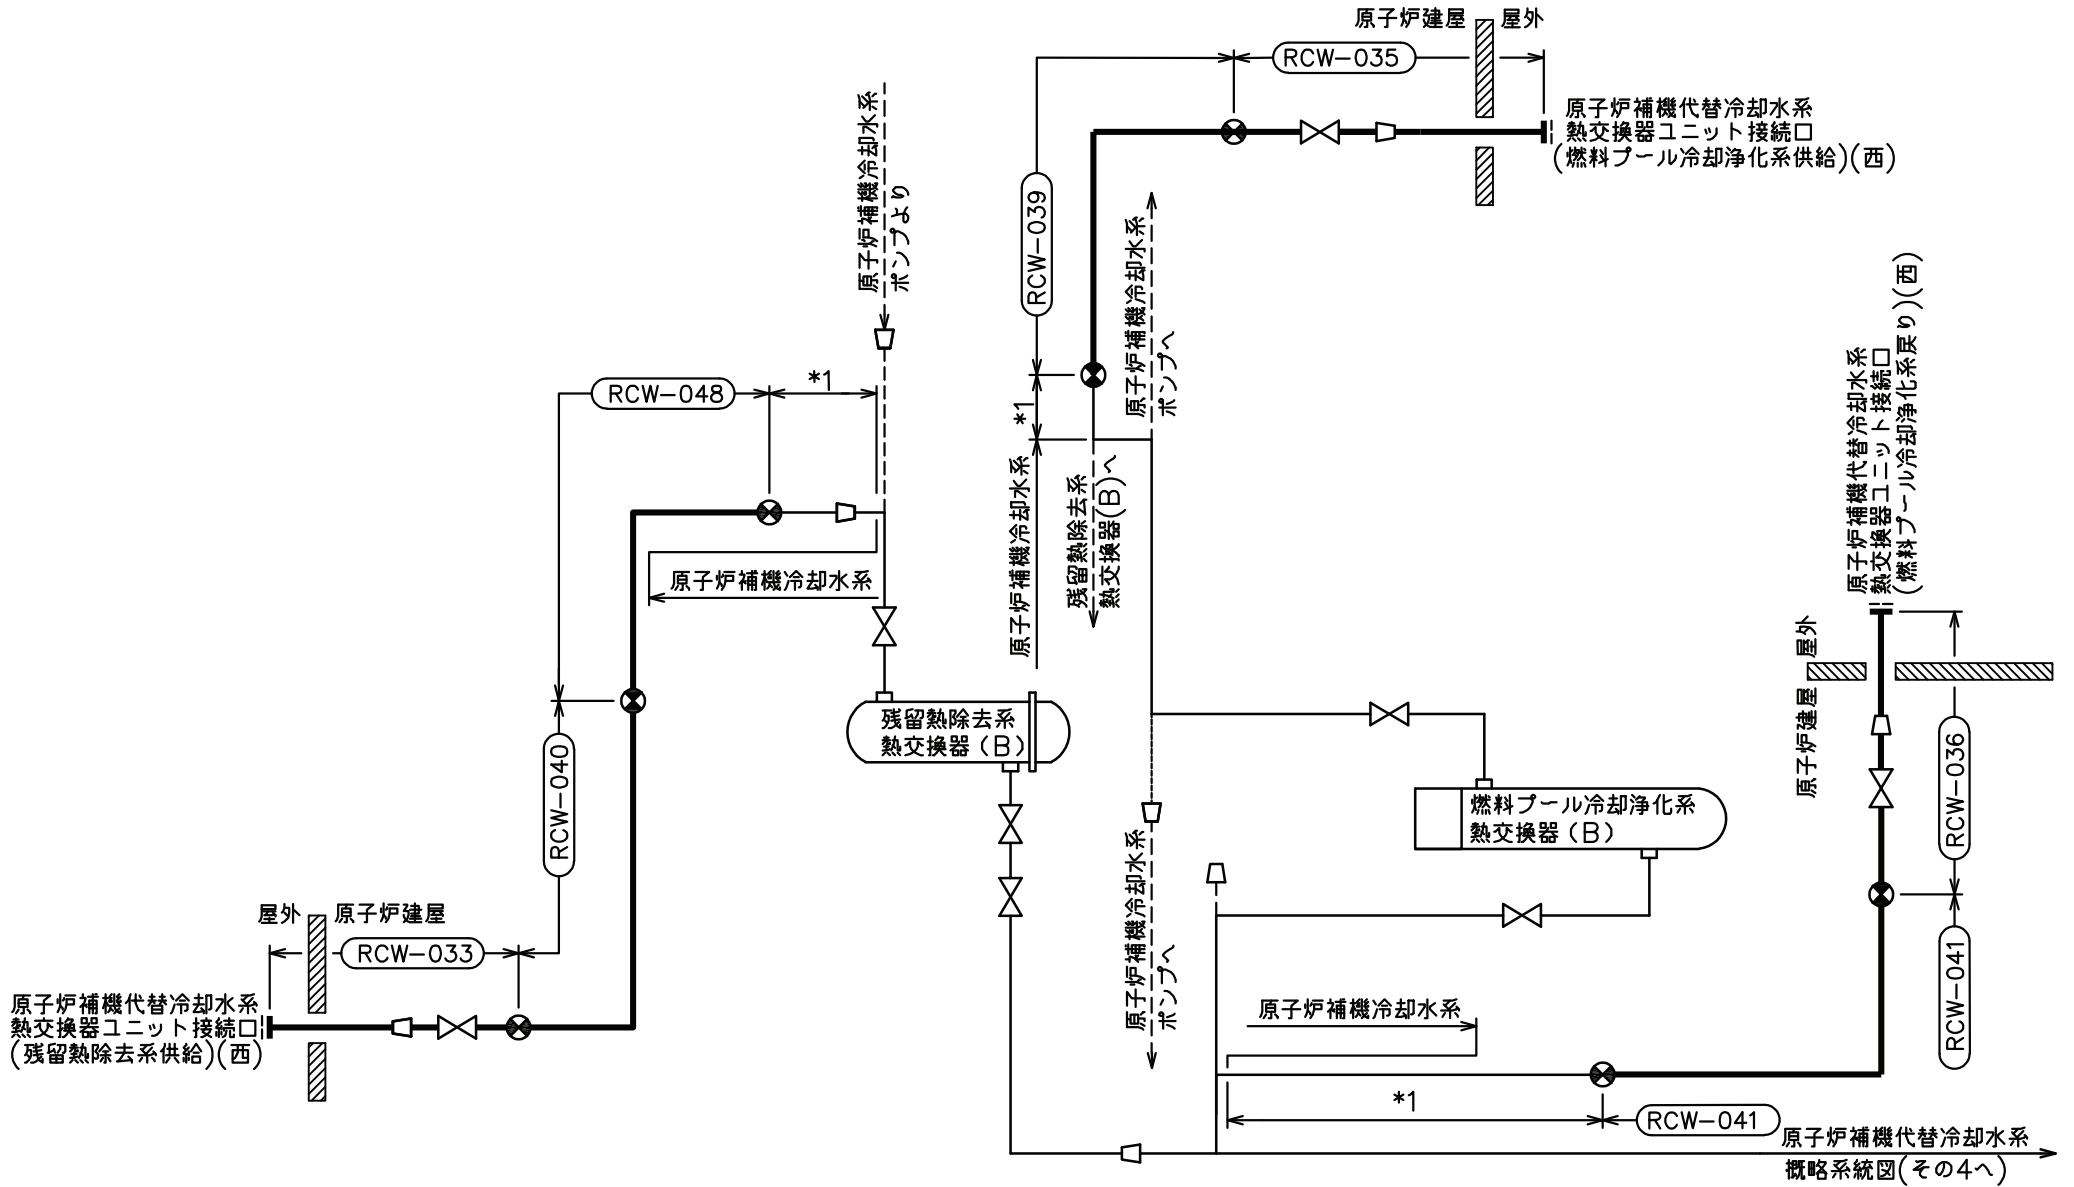 原子炉建屋
屋外
RCW-035
原子炉補機代替冷却水系
熱交換器ユニット接続口
(燃料プール冷却浄化系供給)(西)
原子炉補機冷却水系
ポンプより
RCW-039
原子炉補機冷却水系
ポンプへ
*1
原子炉補機冷却水系
残留熱除去系
熱交換器(B)へ
RCW-048
*1
原子炉補機冷却水系
原子炉補機代替冷却水系
熱交換器ユニット接続口
(燃料プール冷却浄化系戻り)(西)
屋外
原子炉建屋
RCW-036
RCW-041
残留熱除去系
熱交換器(B)
燃料プール冷却浄化系
熱交換器(B)
RCW-040
屋外
原子炉建屋
RCW-033
原子炉補機代替冷却水系
熱交換器ユニット接続口
(残留熱除去系供給)(西)
原子炉補機冷却水系
ポンプへ
原子炉補機冷却水系
*1
RCW-041
原子炉補機代替冷却水系
概略系統図(その4へ)